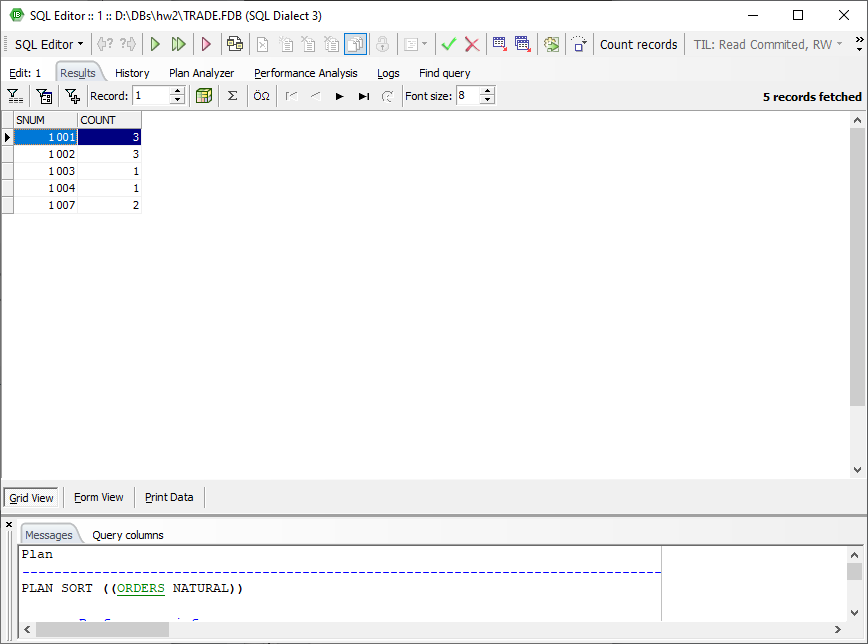 SQL Editor :: 1 :: D:\DBs\hw2\TRADE.FDB (SQL Dialect 3)
SQL Editor Count records TIL: Read Commited, RW
Edit: 1 Results History Plan Analyzer Performance Analysis Logs Find query
Record: 1 Σ ÖΩ Font size: 8 5 records fetched
SNUM COUNT
1 001 3
1 002 3
1 003 1
1 004 1
1 007 2
Grid View Form View Print Data
Messages Query columns
Plan
--------------------------------------------------------------------------------
PLAN SORT ((ORDERS NATURAL))